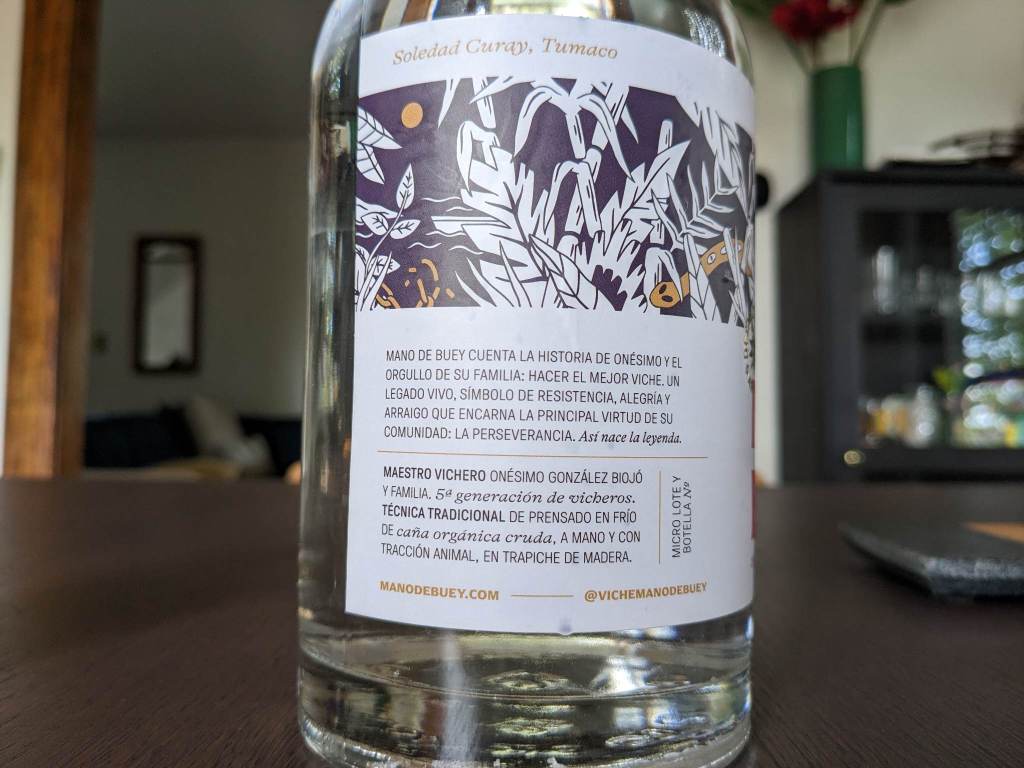 Soledad Curay, Tumaco
MANO DE BUEY CUENTA LA HISTORIA DE ONÉSIMO Y EL
ORGULLO DE SU FAMILIA: HACER EL MEJOR VICHE. UN
LEGADO VIVO, SÍMBOLO DE RESISTENCIA, ALEGRÍA Y
ARRAIGO QUE ENCARNA LA PRINCIPAL VIRTUD DE SU
COMUNIDAD: LA PERSEVERANCIA. Así nace la leyenda.
MAESTRO VICHERO ONÉSIMO GONZÁLEZ BIOJÓ
Y FAMILIA. 5ª generación de vicheros.
TÉCNICA TRADICIONAL DE PRENSADO EN FRÍO
DE caña orgánica cruda, A MANO Y CON
TRACCIÓN ANIMAL, EN TRAPICHE DE MADERA.
MICRO LOTE Y
BOTELLA Nº
MANODEBUEY.COM
@VICHEMANODEBUEY